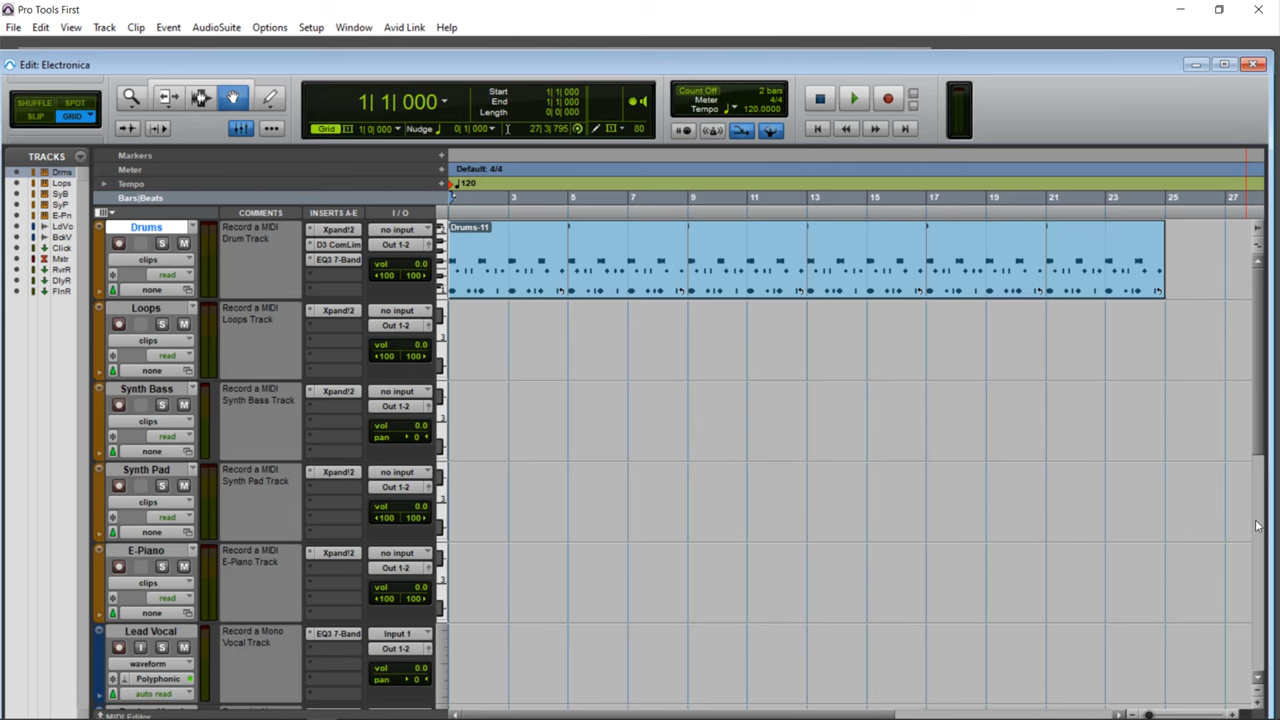 Pro Tools First
File Edit View Track Clip Event AudioSuite Options Setup Window Avid Link Help
Edit: Electronica
SHUFFLE SPOT
SLIP GRID
1| 1| 000
Start 1| 1| 000
End 1| 1| 000
Length 0| 0| 000
Grid 1| 0| 000 Nudge 0| 1| 000 27| 3| 795 80
Count Off 2 bars
Meter 4/4
Tempo 120.0000
TRACKS
Drms
Lops
SyB
SyP
E-Pn
LdVc
BckV
Click
Mstr
RvrR
DlyR
FlnR
Markers
Meter Default: 4/4
Tempo 120
Bars|Beats 3 5 7 9 11 13 15 17 19 21 23 25 27
COMMENTS INSERTS A-E I / O
Drums
S M
clips
read
none
Record a MIDI
Drum Track
Xpand!2
D3 ComLim
EQ3 7-Band
no input
Out 1-2
vol 0.0
100 100
Drums-11
Loops
S M
clips
read
none
Record a MIDI
Loops Track
Xpand!2
no input
Out 1-2
vol 0.0
100 100
3
Synth Bass
S M
clips
read
none
Record a MIDI
Synth Bass Track
Xpand!2
no input
Out 1-2
vol 0.0
pan 0
3
Synth Pad
S M
clips
read
none
Record a MIDI
Synth Pad Track
Xpand!2
no input
Out 1-2
vol 0.0
100 100
3
E-Piano
S M
clips
read
none
Record a MIDI
E-Piano Track
Xpand!2
no input
Out 1-2
vol 0.0
100 100
3
Lead Vocal
I S M
waveform
Polyphonic
auto read
Record a Mono
Vocal Track
EQ3 7-Band
Input 1
Out 1-2
vol 0.0
pan 0
MIDI Editor